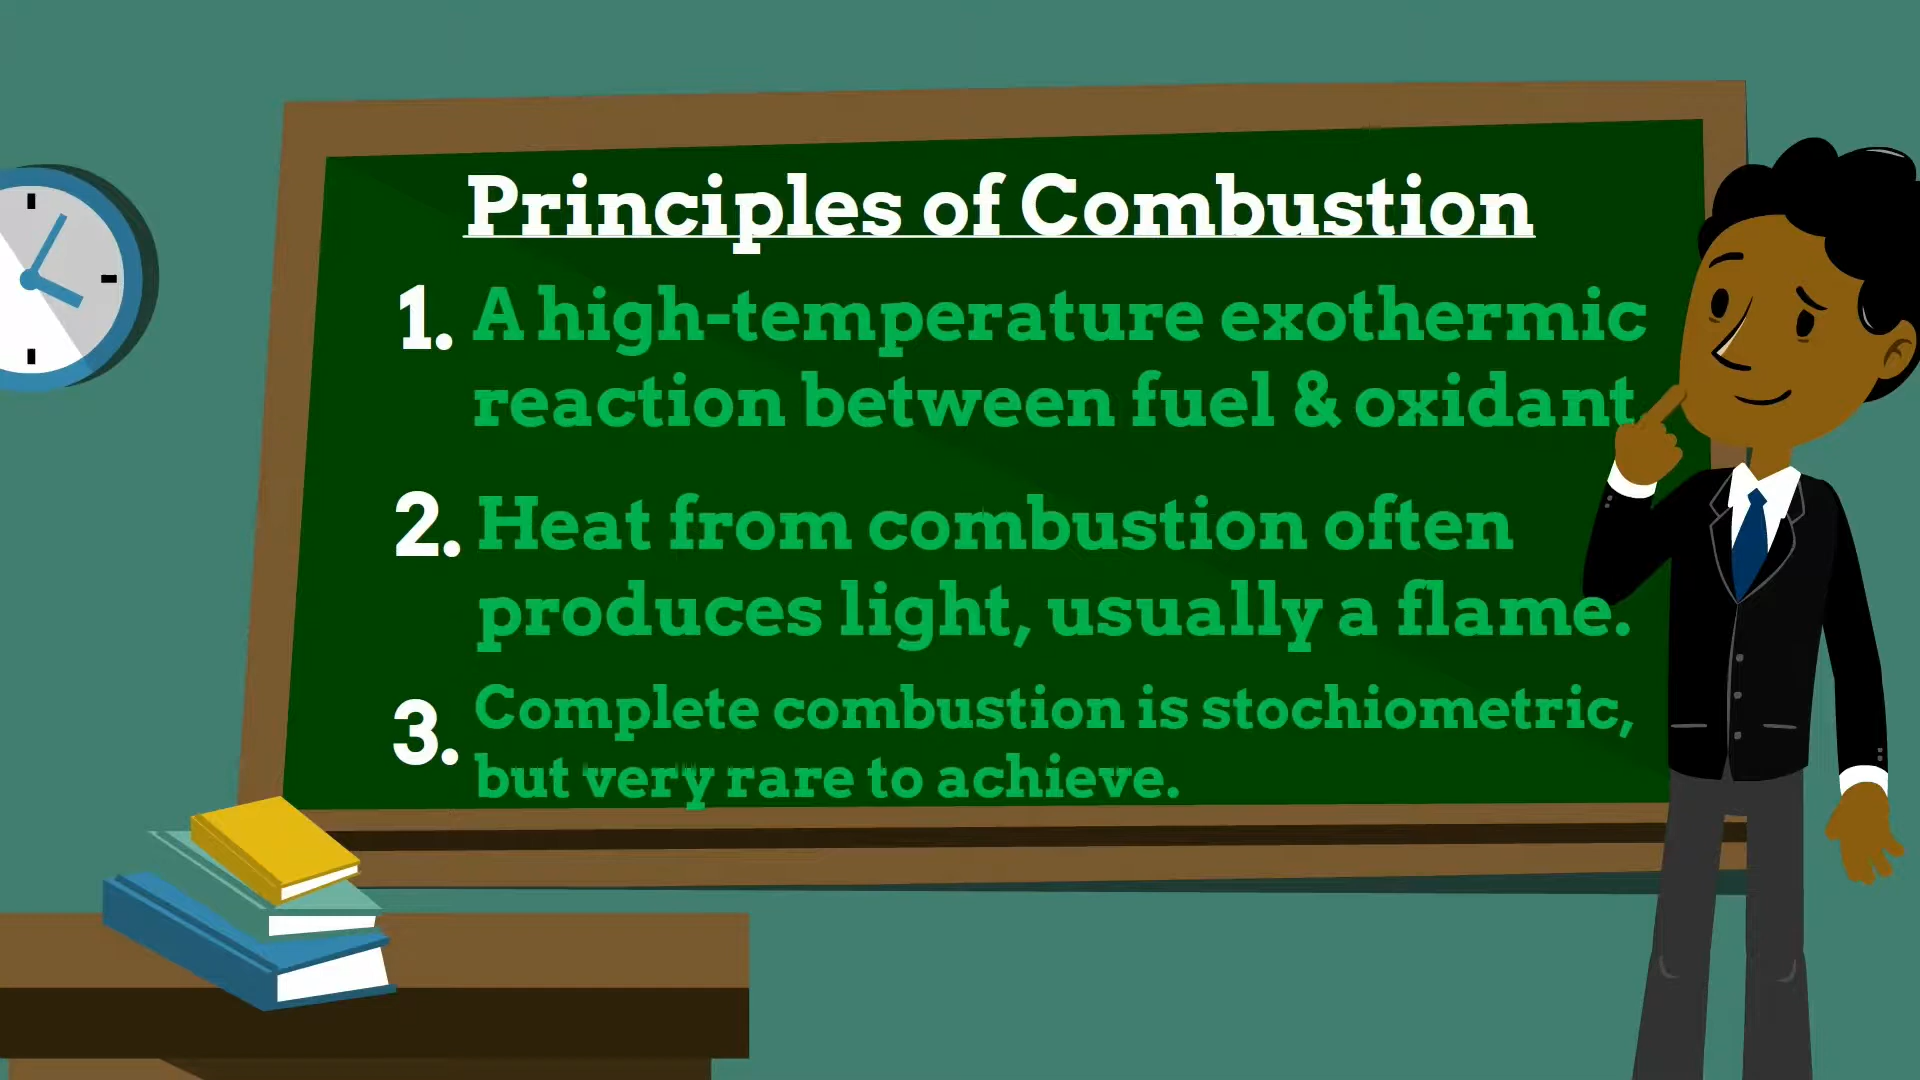 Principles of Combustion
1. A high-temperature exothermic
reaction between fuel & oxidant.
2. Heat from combustion often
produces light, usually a flame.
3. Complete combustion is stochiometric,
but very rare to achieve.